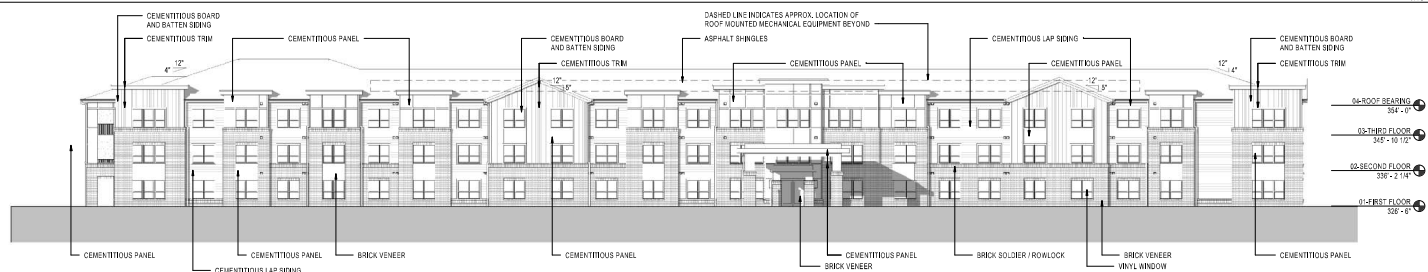 CEMENTITIOUS BOARD
AND BATTEN SIDING
CEMENTITIOUS TRIM
CEMENTITIOUS PANEL
CEMENTITIOUS BOARD
AND BATTEN SIDING
CEMENTITIOUS TRIM
DASHED LINE INDICATES APPROX. LOCATION OF
ROOF MOUNTED MECHANICAL EQUIPMENT BEYOND
ASPHALT SHINGLES
CEMENTITIOUS PANEL
CEMENTITIOUS LAP SIDING
CEMENTITIOUS PANEL
CEMENTITIOUS BOARD
AND BATTEN SIDING
CEMENTITIOUS TRIM
12"
4"
12"
5"
12"
5"
12"
4"
04-ROOF BEARING
354' - 0"
03-THIRD FLOOR
345' - 10 1/2"
02-SECOND FLOOR
336' - 2 1/4"
01-FIRST FLOOR
326' - 6"
CEMENTITIOUS PANEL
CEMENTITIOUS LAP SIDING
CEMENTITIOUS PANEL
BRICK VENEER
CEMENTITIOUS PANEL
BRICK VENEER
CEMENTITIOUS PANEL
BRICK SOLDIER / ROWLOCK
VINYL WINDOW
BRICK VENEER
CEMENTITIOUS PANEL